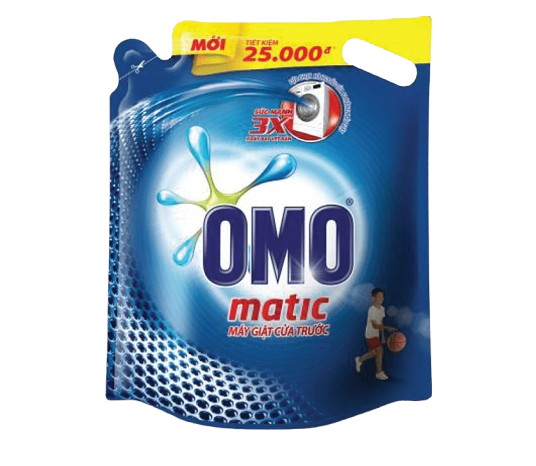 MỚI
TIẾT KIỆM
25.000đ
SỨC MẠNH
3X
OMO®
matic
MÁY GIẶT CỬA TRƯỚC